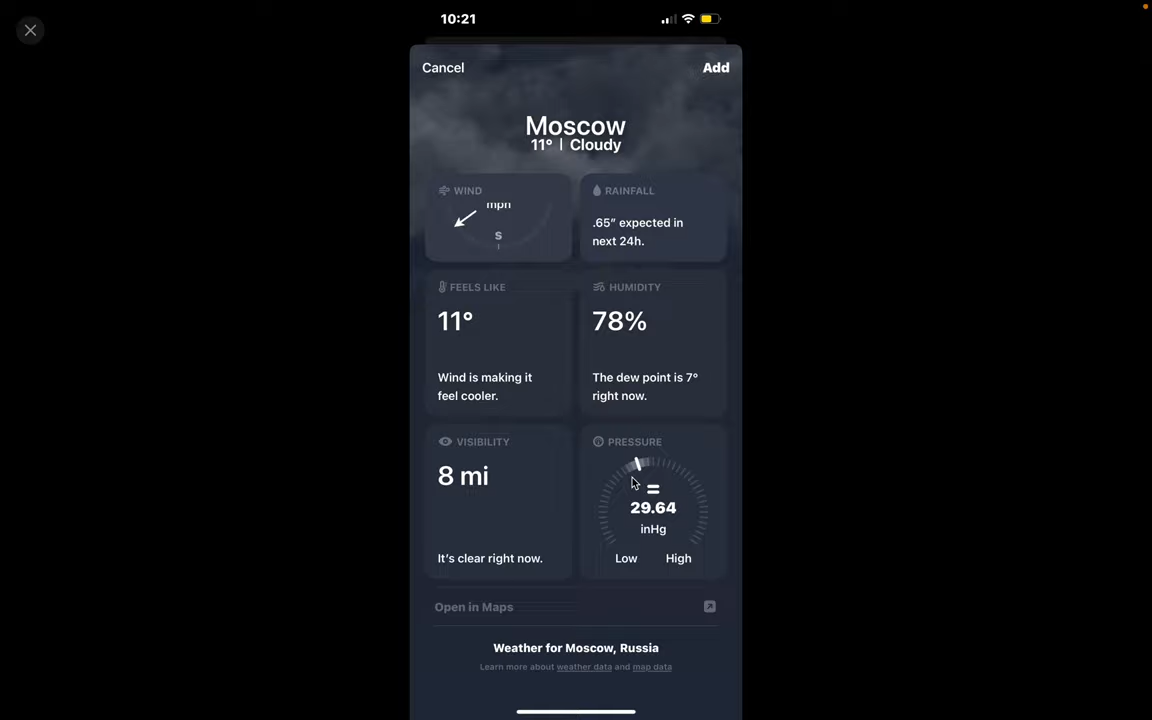 10:21
Cancel
Add
Moscow
11° | Cloudy
WIND
mph
S
RAINFALL
.65” expected in
next 24h.
FEELS LIKE
11°
Wind is making it
feel cooler.
HUMIDITY
78%
The dew point is 7°
right now.
VISIBILITY
8 mi
It’s clear right now.
PRESSURE
=
29.64
inHg
Low
High
Open in Maps
Weather for Moscow, Russia
Learn more about weather data and map data